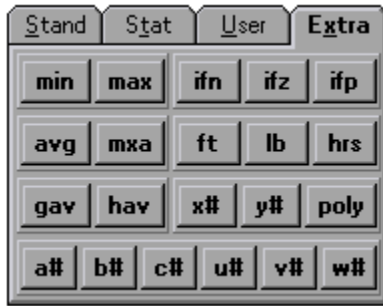 Stand Stat User Extra
min max ifn ifz ifp
avg mxa ft lb hrs
gav hav x# y# poly
a# b# c# u# v# w#